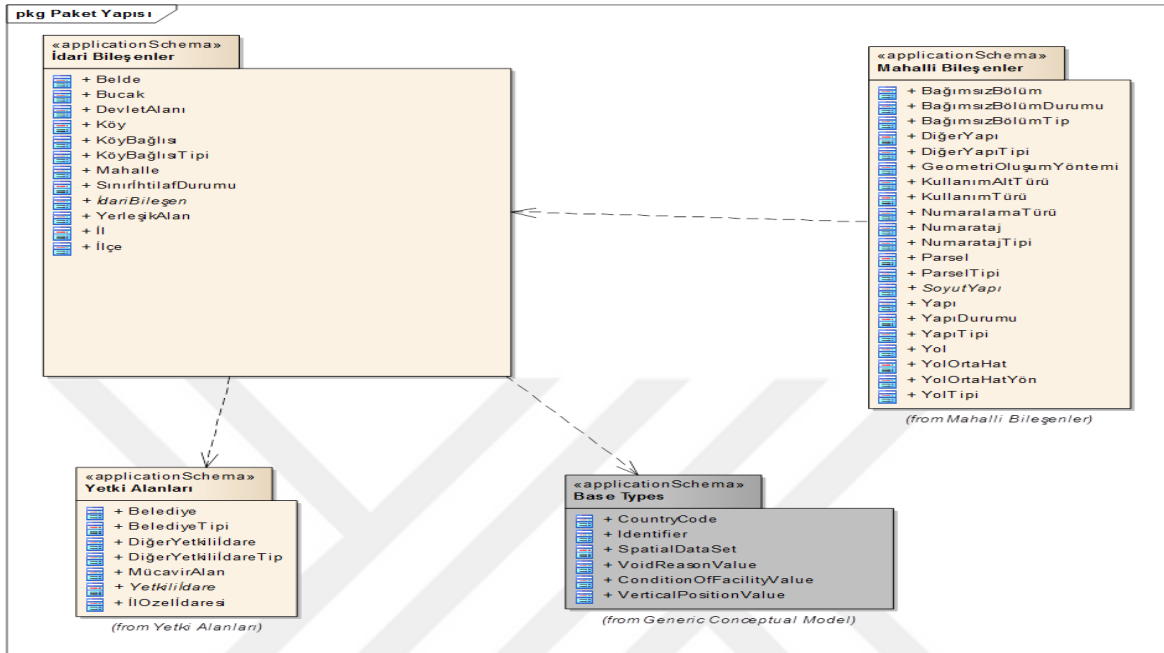 pkg Paket Yapısı
«applicationSchema»
İdari Bileşenler
+ Belde
+ Bucak
+ DevletAlanı
+ Köy
+ KöyBağlısı
+ KöyBağlısıTipi
+ Mahalle
+ SınırİhtilafDurumu
+ İdariBileşen
+ YerleşikAlan
+ İl
+ İlçe
«applicationSchema»
Mahalli Bileşenler
+ BağımsızBölüm
+ BağımsızBölümDurumu
+ BağımsızBölümTip
+ DiğerYapı
+ DiğerYapıTipi
+ GeometriOluşumYöntemi
+ KullanımAltTürü
+ KullanımTürü
+ NumaralamaTürü
+ Numarataj
+ NumaratajTipi
+ Parsel
+ ParselTipi
+ SoyutYapı
+ Yapı
+ YapıDurumu
+ YapıTipi
+ Yol
+ YolOrtaHat
+ YolOrtaHatYön
+ YolTipi
(from Mahalli Bileşenler)
«applicationSchema»
Yetki Alanları
+ Belediye
+ BelediyeTipi
+ DiğerYetkiliİdare
+ DiğerYetkiliİdareTip
+ MücavirAlan
+ Yetkiliİdare
+ İlOzelİdaresi
(from Yetki Alanları)
«applicationSchema»
Base Types
+ CountryCode
+ Identifier
+ SpatialDataSet
+ VoidReasonValue
+ ConditionOfFacilityValue
+ VerticalPositionValue
(from Generic Conceptual Model)